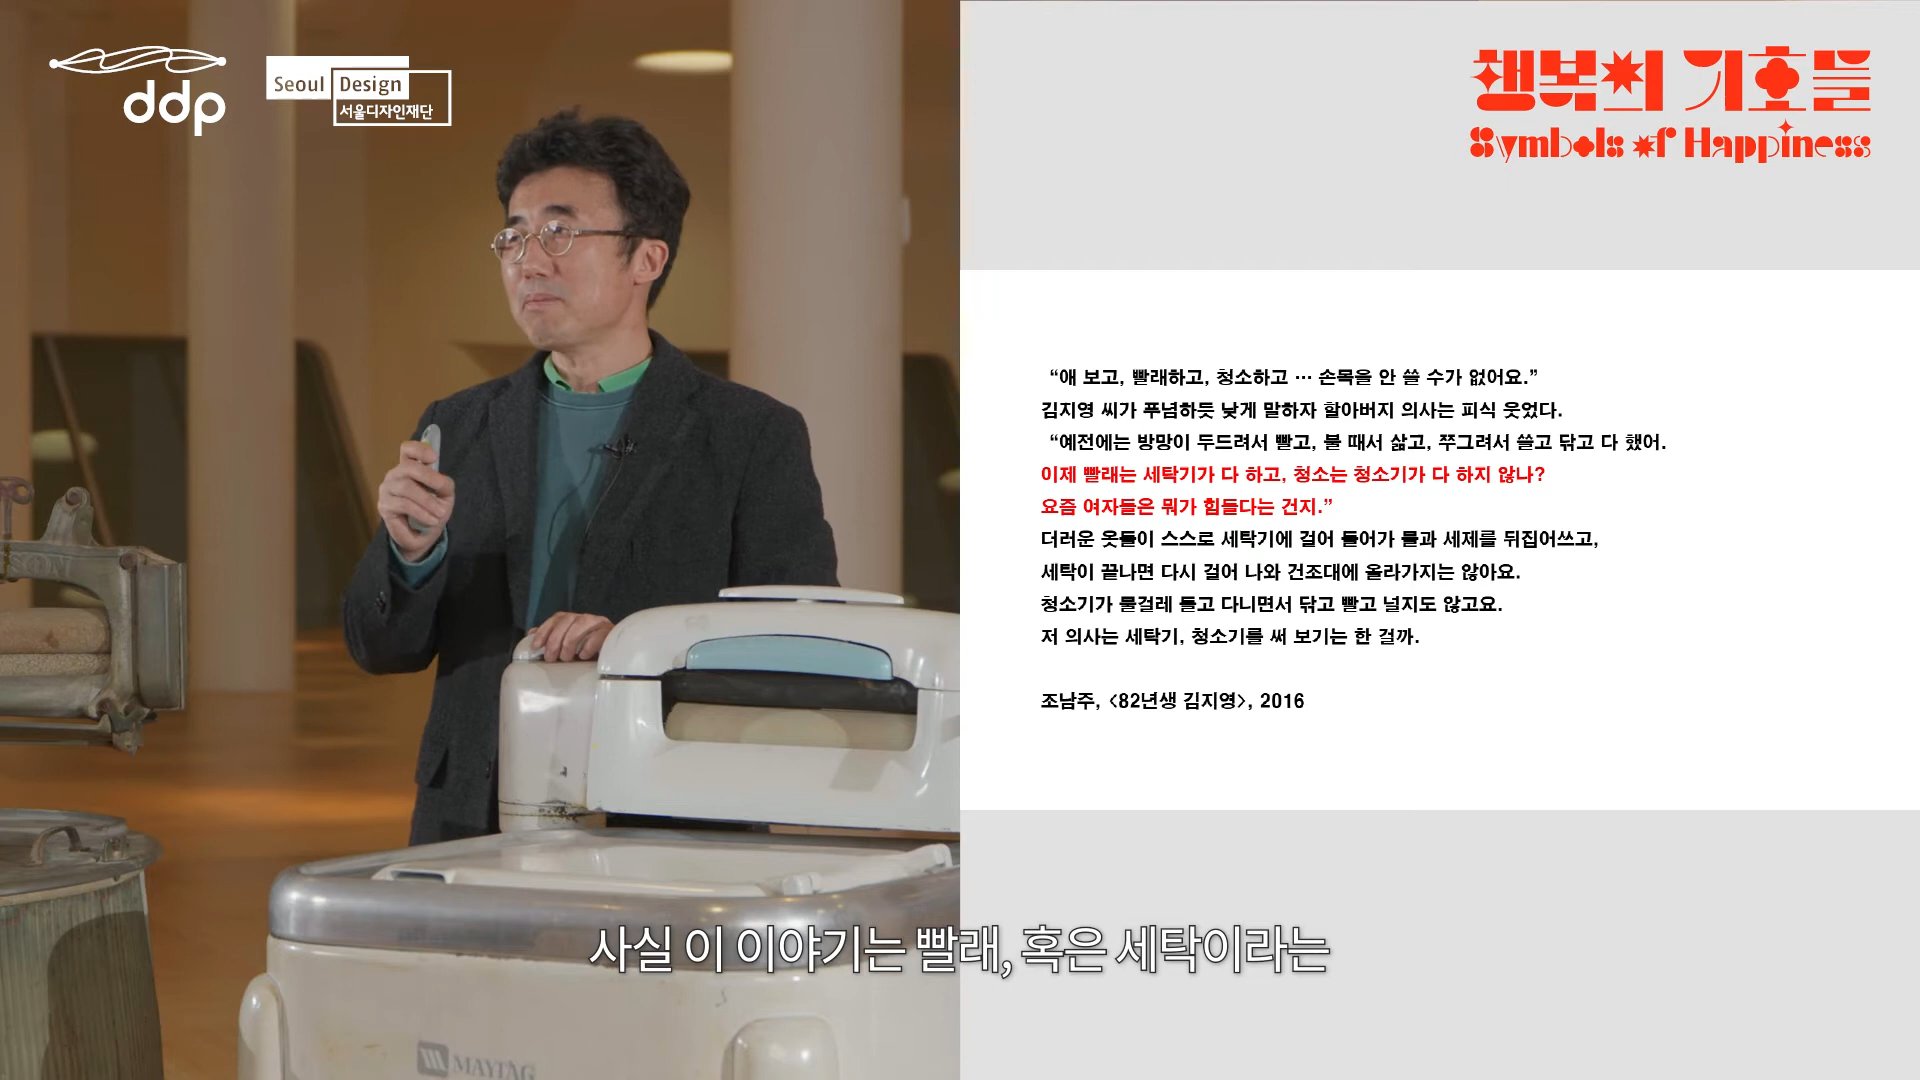 ddp
Seoul Design
서울디자인재단
행복의 기호들
Symbols of Happiness
“애 보고, 빨래하고, 청소하고 … 손목을 안 쓸 수가 없어요.”
김지영 씨가 푸념하듯 낮게 말하자 할아버지 의사는 피식 웃었다.
“예전에는 방망이 두드려서 빨고, 불 때서 삶고, 쭈그려서 쓸고 닦고 다 했어.
이제 빨래는 세탁기가 다 하고, 청소는 청소기가 다 하지 않나?
요즘 여자들은 뭐가 힘들다는 건지.”
더러운 옷들이 스스로 세탁기에 걸어 들어가 물과 세제를 뒤집어쓰고,
세탁이 끝나면 다시 걸어 나와 건조대에 올라가지는 않아요.
청소기가 물걸레 들고 다니면서 닦고 빨고 널지도 않고요.
저 의사는 세탁기, 청소기를 써 보기는 한 걸까.
조남주, <82년생 김지영>, 2016
사실 이 이야기는 빨래, 혹은 세탁이라는
MAYTAG